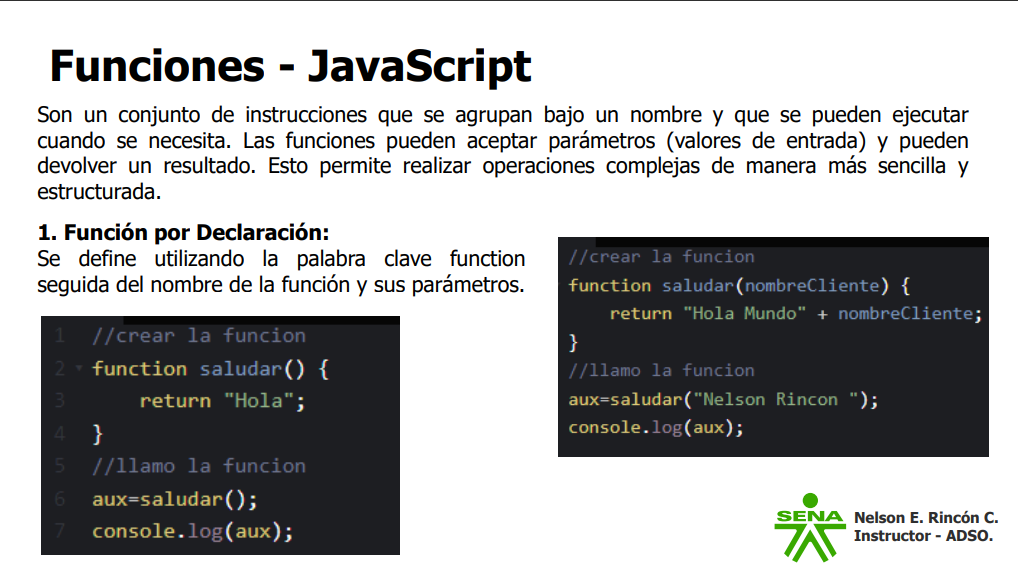 Funciones - JavaScript
Son un conjunto de instrucciones que se agrupan bajo un nombre y que se pueden ejecutar
cuando se necesita. Las funciones pueden aceptar parámetros (valores de entrada) y pueden
devolver un resultado. Esto permite realizar operaciones complejas de manera más sencilla y
estructurada.
1. Función por Declaración:
Se define utilizando la palabra clave function
seguida del nombre de la función y sus parámetros.
1 //crear la funcion
2 function saludar() {
3 return "Hola";
4 }
5 //llamo la funcion
6 aux=saludar();
7 console.log(aux);
//crear la funcion
function saludar(nombreCliente) {
return "Hola Mundo" + nombreCliente;
}
//llamo la funcion
aux=saludar("Nelson Rincon ");
console.log(aux);
SENA
Nelson E. Rincón C.
Instructor - ADSO.